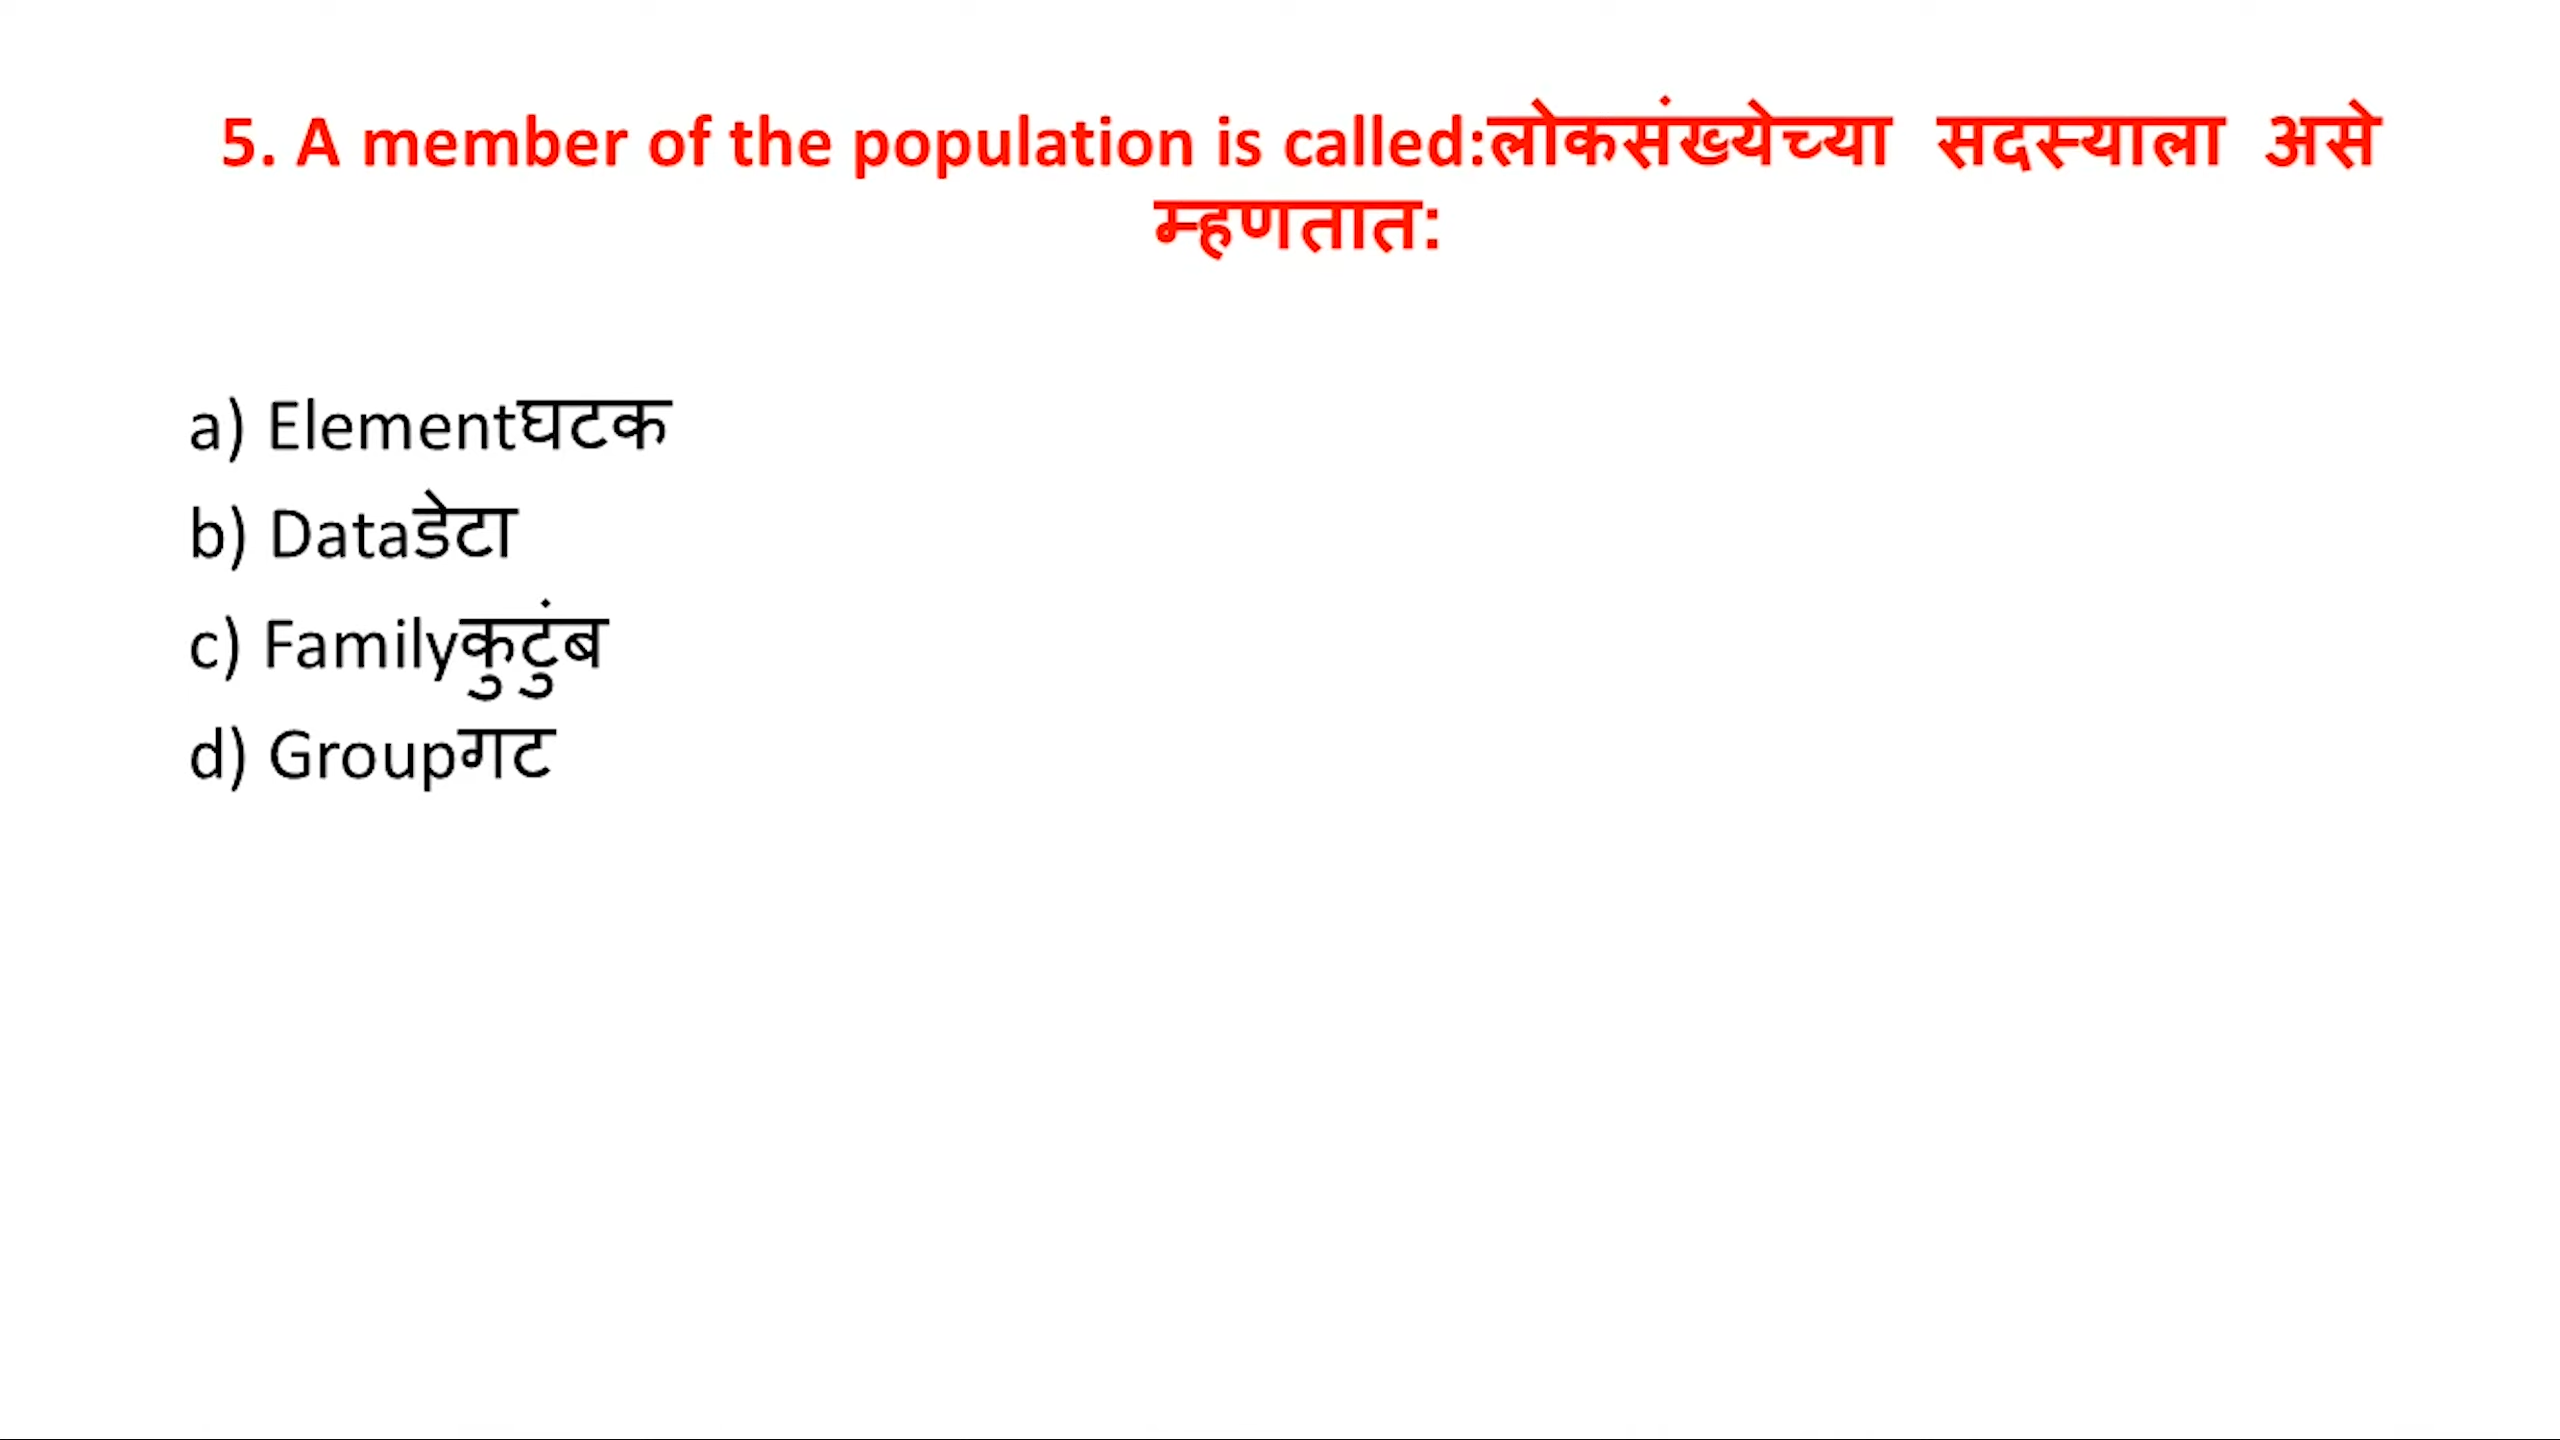 5. A member of the population is called:लोकसंख्येच्या सदस्याला असे
म्हणतात:
a) Elementघटक
b) Dataडेटा
c) Familyकुटुंब
d) Groupगट